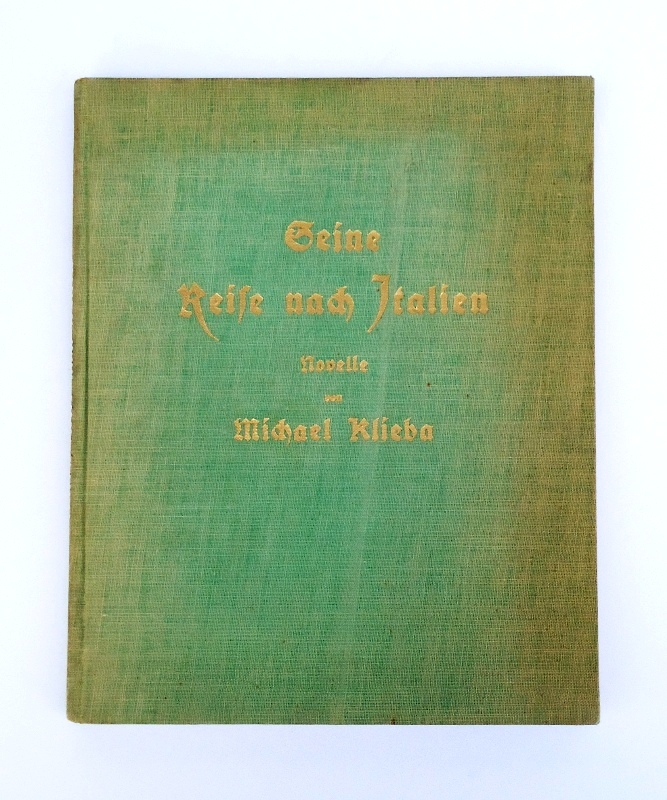 Seine
Reise nach Italien
Novelle
von
Michael Klieba